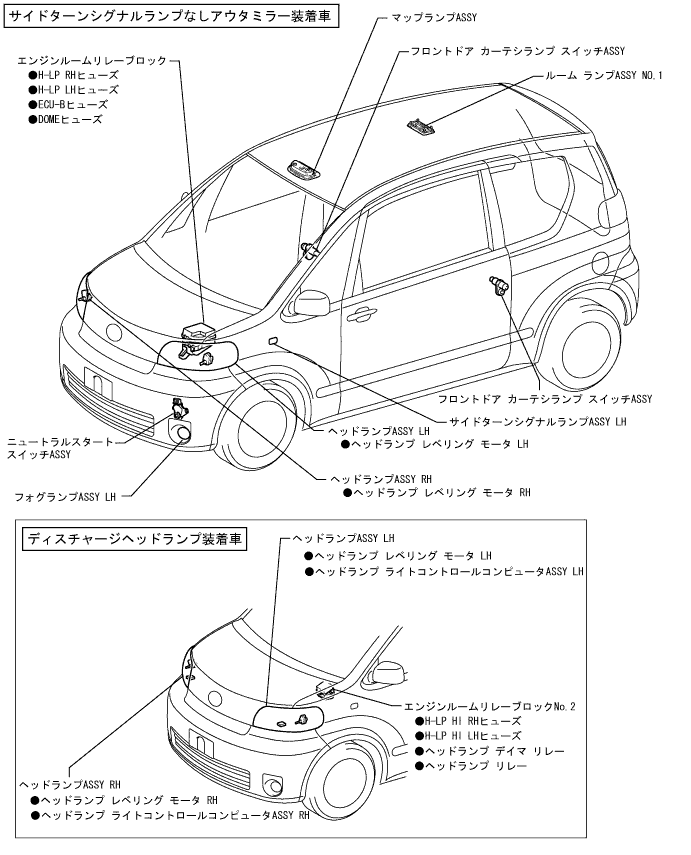 サイドターンシグナルランプなしアウタミラー装着車
マップランプASSY
フロントドア カーテシランプ スイッチASSY
ルーム ランプASSY NO.1
エンジンルームリレーブロック
●H-LP RHヒューズ
●H-LP LHヒューズ
●ECU-Bヒューズ
●DOMEヒューズ
フロントドア カーテシランプ スイッチASSY
サイドターンシグナルランプASSY LH
ヘッドランプASSY LH
●ヘッドランプ レベリング モータ LH
ニュートラルスタート
スイッチASSY
ヘッドランプASSY RH
●ヘッドランプ レベリング モータ RH
フォグランプASSY LH
ディスチャージヘッドランプ装着車
ヘッドランプASSY LH
●ヘッドランプ レベリング モータ LH
●ヘッドランプ ライトコントロールコンピュータASSY LH
エンジンルームリレーブロックNo.2
●H-LP HI RHヒューズ
●H-LP HI LHヒューズ
●ヘッドランプ デイマ リレー
●ヘッドランプ リレー
ヘッドランプASSY RH
●ヘッドランプ レベリング モータ RH
●ヘッドランプ ライトコントロールコンピュータASSY RH